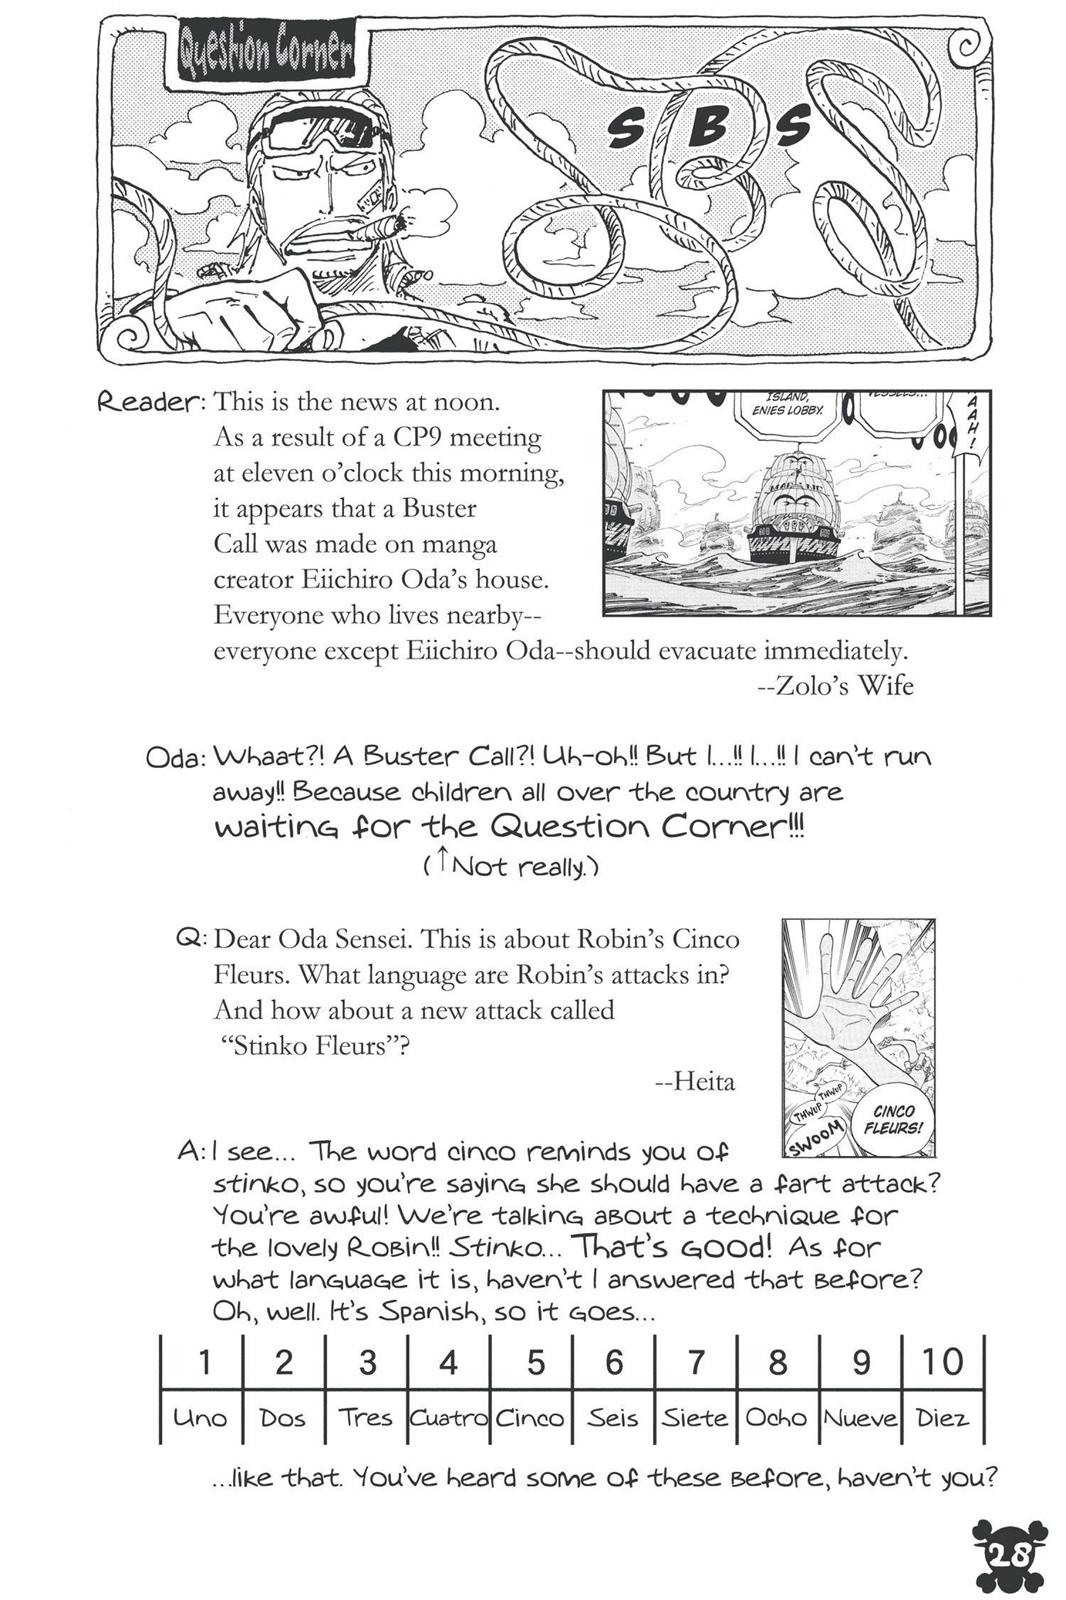 Question Corner
S B S
Reader: This is the news at noon.
As a result of a CP9 meeting
at eleven o'clock this morning,
it appears that a Buster
Call was made on manga
creator Eiichiro Oda's house.
Everyone who lives nearby--
everyone except Eiichiro Oda--should evacuate immediately.
--Zolo's Wife
ISLAND,
ENIES LOBBY.
VESSELS...
AAAH!
MARINE
Oda: Whaat?! A Buster Call?! Uh-oh!! But I...!! I...!! I can't run
away!! Because children all over the country are
waiting for the Question Corner!!!
(↑Not really.)
Q: Dear Oda Sensei. This is about Robin's Cinco
Fleurs. What language are Robin's attacks in?
And how about a new attack called
"Stinko Fleurs"?
--Heita
THWUP
THWUP
SWOOM
CINCO
FLEURS!
A: I see... The word cinco reminds you of
stinko, so you're saying she should have a fart attack?
You're awful! We're talking about a technique for
the lovely Robin!! Stinko... That's good! As for
what language it is, haven't I answered that before?
Oh, well. It's Spanish, so it goes...
1 2 3 4 5 6 7 8 9 10
Uno Dos Tres Cuatro Cinco Seis Siete Ocho Nueve Diez
...like that. You've heard some of these before, haven't you?
28